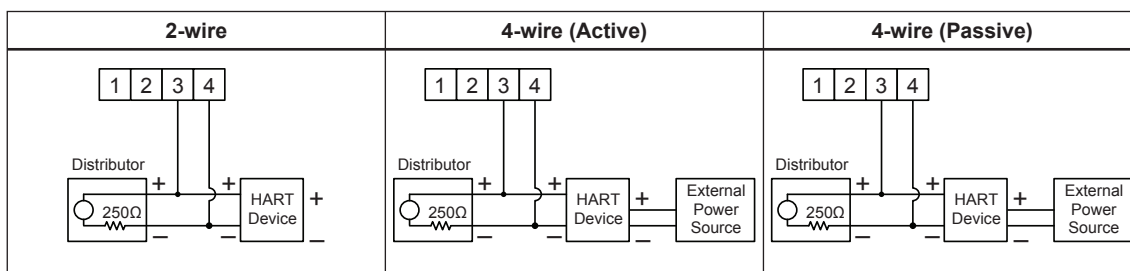 2-wire
4-wire (Active)
4-wire (Passive)
1 2 3 4
Distributor
+
+
250Ω
−
−
HART
Device
+
−
1 2 3 4
Distributor
+
+
250Ω
−
−
HART
Device
+
−
External
Power
Source
1 2 3 4
Distributor
+
+
250Ω
−
−
HART
Device
+
−
External
Power
Source